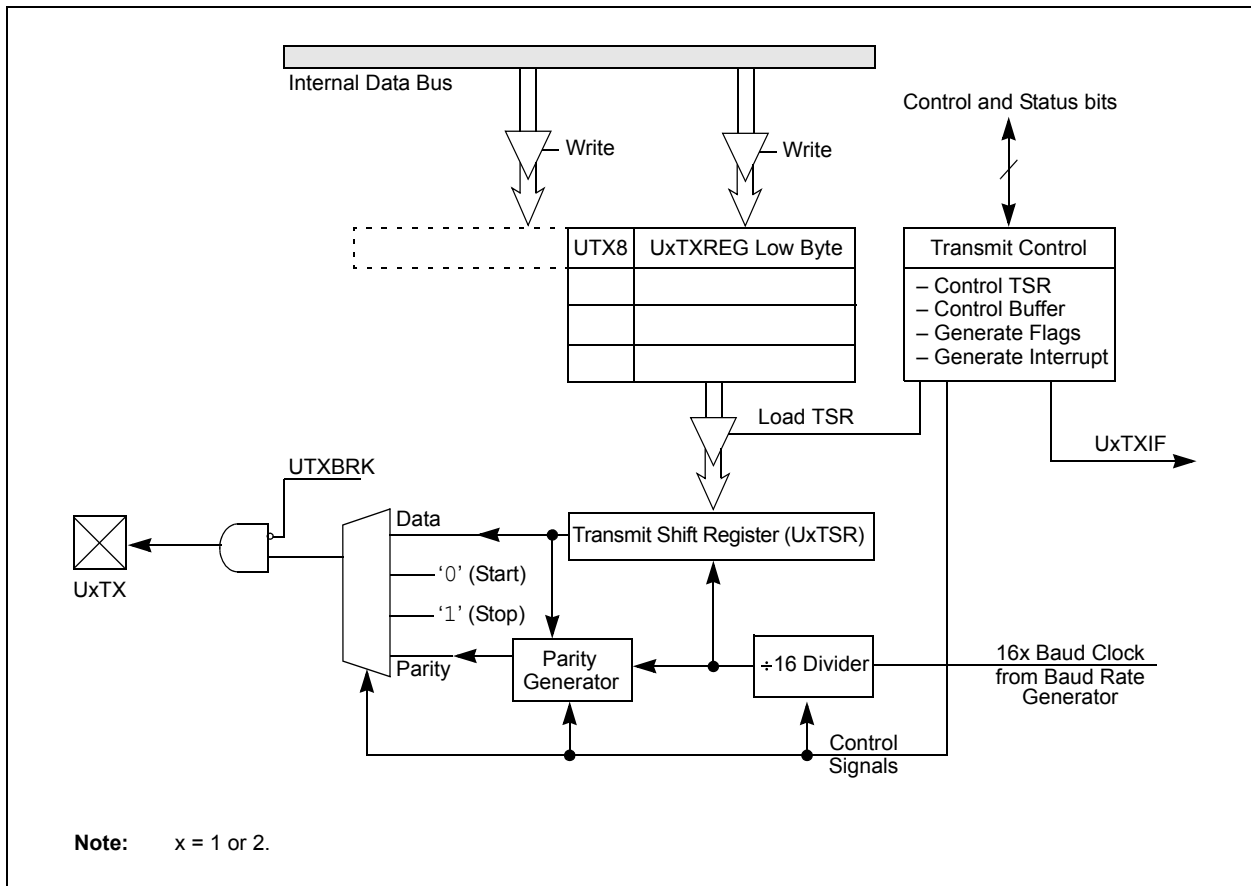 Internal Data Bus
Control and Status bits
Write
Write
UTX8
UxTXREG Low Byte
Transmit Control
– Control TSR
– Control Buffer
– Generate Flags
– Generate Interrupt
Load TSR
UxTXIF
UTXBRK
Data
Transmit Shift Register (UxTSR)
UxTX
‘0’ (Start)
‘1’ (Stop)
Parity
Parity
Generator
÷16 Divider
16x Baud Clock
from Baud Rate
Generator
Control
Signals
Note: x = 1 or 2.